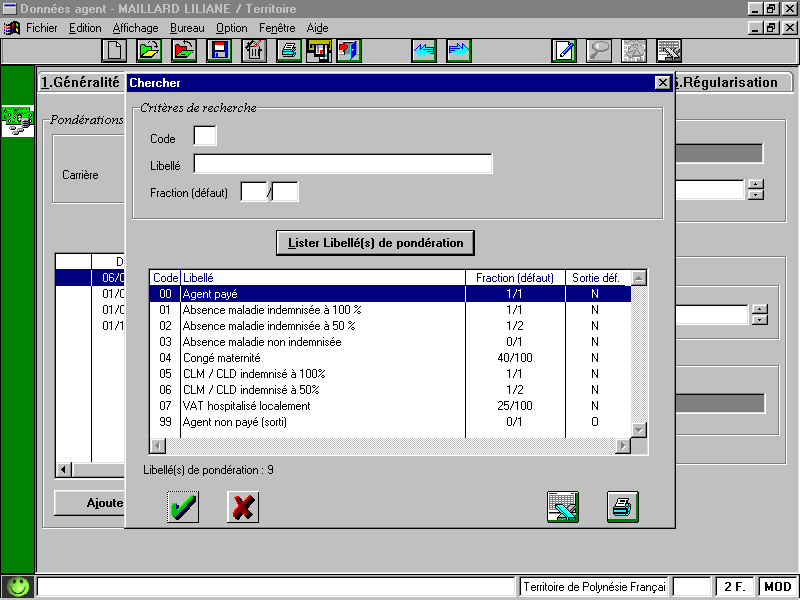 Données agent - MAILLARD LILIANE / Territoire
Fichier Edition Affichage Bureau Option Fenêtre Aide
1.Généralité
.Régularisation
Pondérations
Carrière
D
06/0
01/0
01/0
01/1
Ajoute
Chercher
Critères de recherche
Code
Libellé
Fraction (défaut) /
Lister Libellé(s) de pondération
Code Libellé Fraction (défaut) Sortie déf.
00 Agent payé 1/1 N
01 Absence maladie indemnisée à 100 % 1/1 N
02 Absence maladie indemnisée à 50 % 1/2 N
03 Absence maladie non indemnisée 0/1 N
04 Congé maternité 40/100 N
05 CLM / CLD indemnisé à 100% 1/1 N
06 CLM / CLD indemnisé à 50% 1/2 N
07 VAT hospitalisé localement 25/100 N
99 Agent non payé (sorti) 0/1 O
Libellé(s) de pondération : 9
Territoire de Polynésie Françai 2 F. MOD